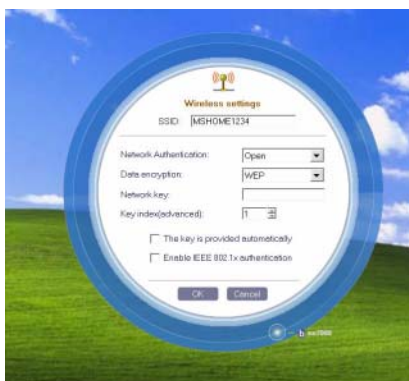 Wireless settings
SSID: MSHOME1234
Network Authentication: Open
Data encryption: WEP
Network key:
Key index(advanced): 1
The key is provided automatically
Enable IEEE 802.1x authentication
OK Cancel